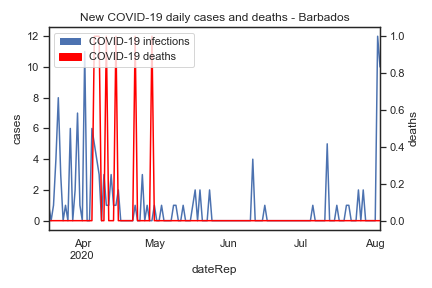 New COVID-19 daily cases and deaths - Barbados
COVID-19 infections
COVID-19 deaths
cases
12
10
8
6
4
2
0
deaths
1.0
0.8
0.6
0.4
0.2
0.0
Apr
2020
May
Jun
Jul
Aug
dateRep